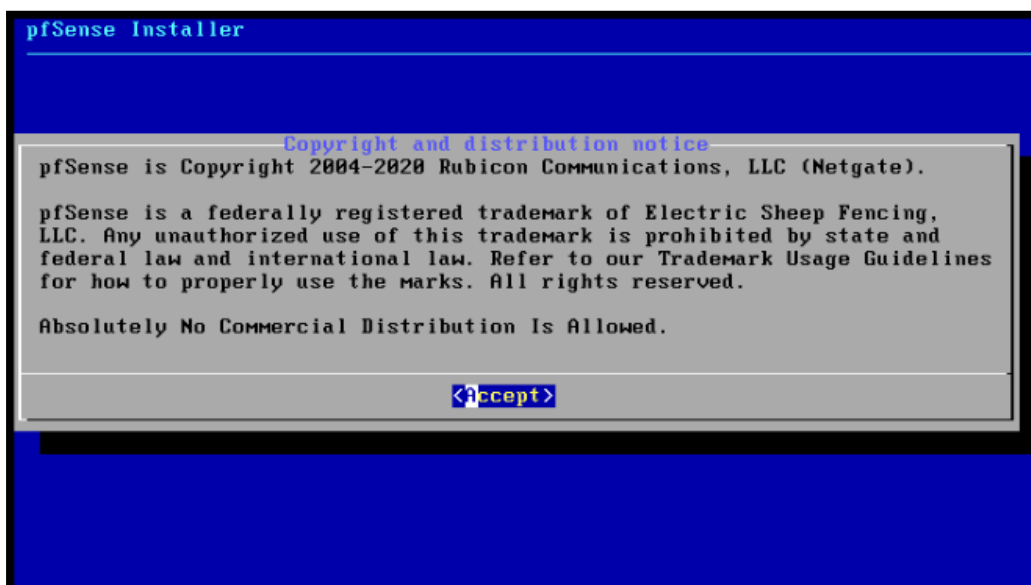 pfSense Installer
Copyright and distribution notice
pfSense is Copyright 2004-2020 Rubicon Communications, LLC (Netgate).
pfSense is a federally registered trademark of Electric Sheep Fencing,
LLC. Any unauthorized use of this trademark is prohibited by state and
federal law and international law. Refer to our Trademark Usage Guidelines
for how to properly use the marks. All rights reserved.
Absolutely No Commercial Distribution Is Allowed.
<Accept>